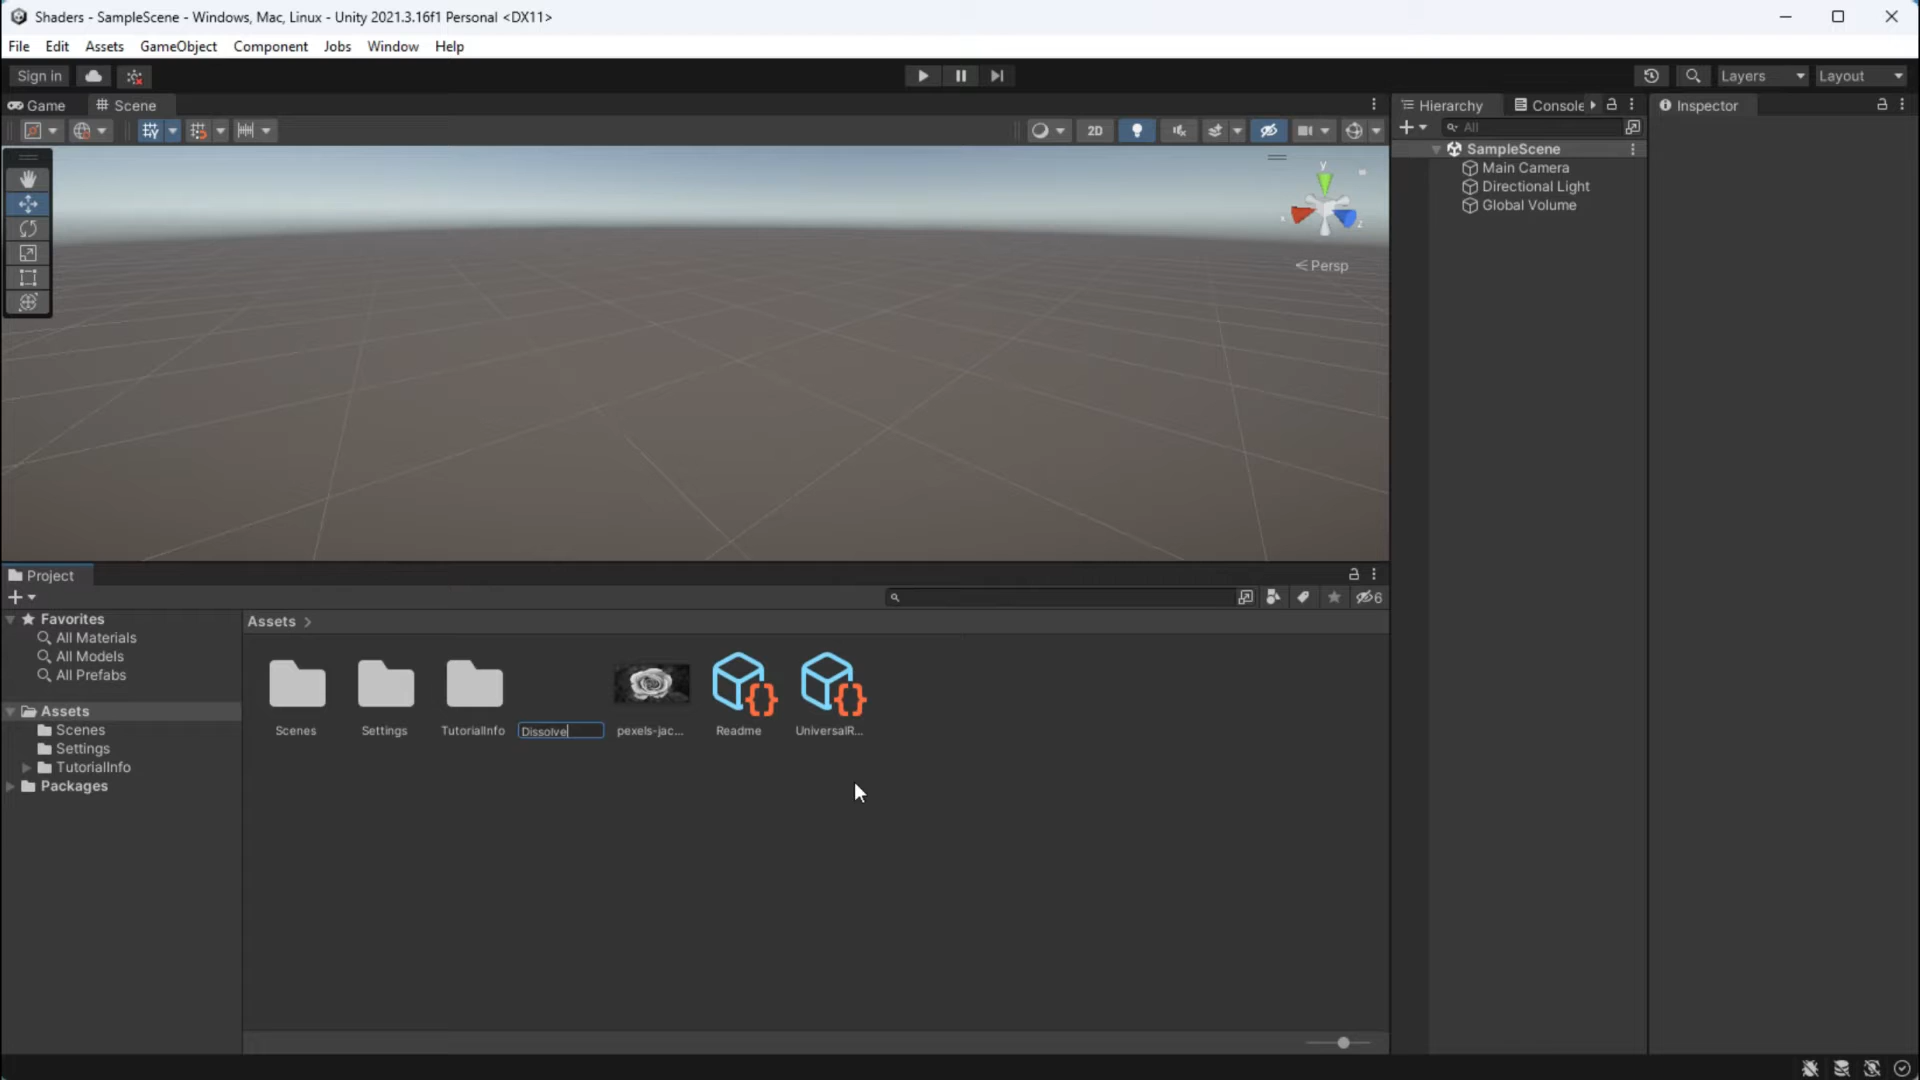 Shaders - SampleScene - Windows, Mac, Linux - Unity 2021.3.16f1 Personal <DX11>
File Edit Assets GameObject Component Jobs Window Help
Sign in
Layers
Layout
Game
Scene
Hierarchy
Console
Inspector
2D
All
SampleScene
Main Camera
Directional Light
Global Volume
y
x
z
Persp
Project
6
Favorites
All Materials
All Models
All Prefabs
Assets
Scenes
Settings
TutorialInfo
Packages
Assets >
Scenes
Settings
TutorialInfo
Dissolve
pexels-jac...
Readme
UniversalR...